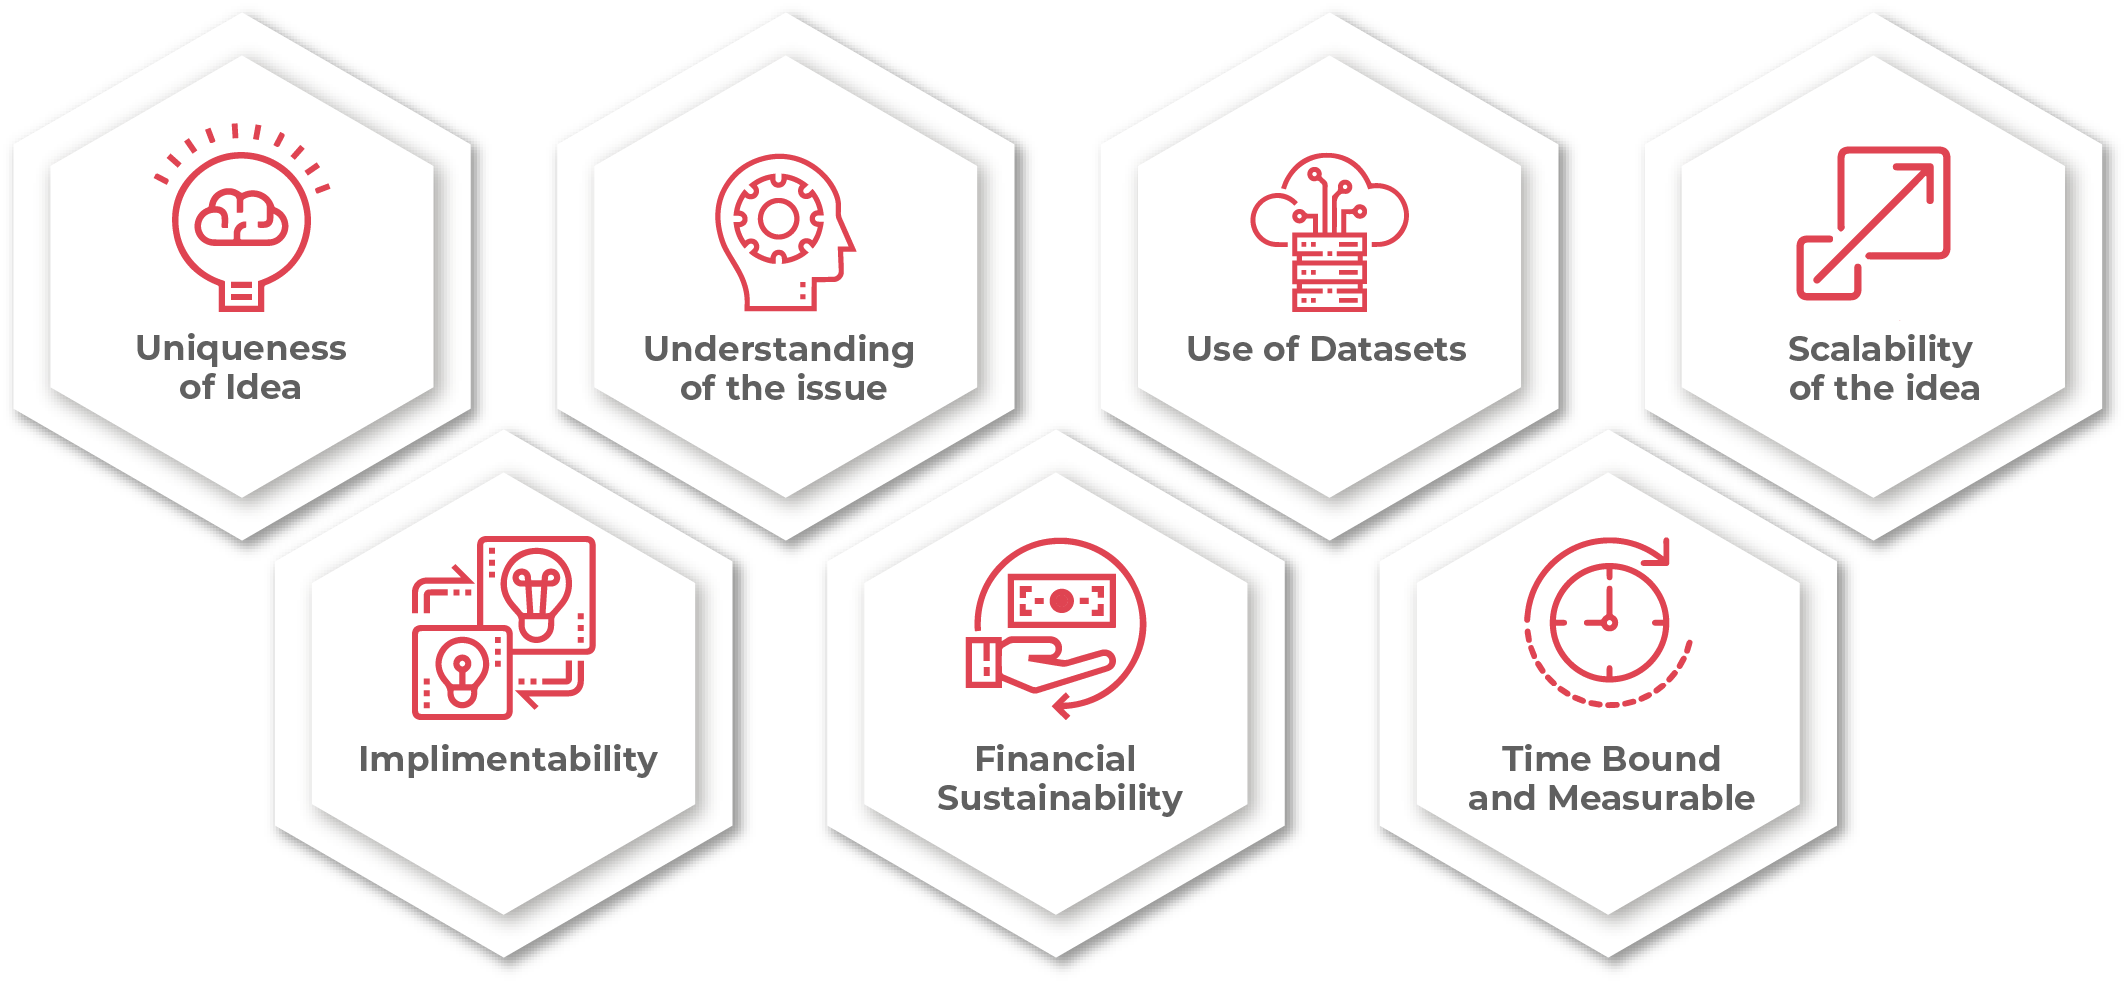 Uniqueness
of Idea
Understanding
of the issue
Use of Datasets
Scalability
of the idea
Implimentability
Financial
Sustainability
Time Bound
and Measurable